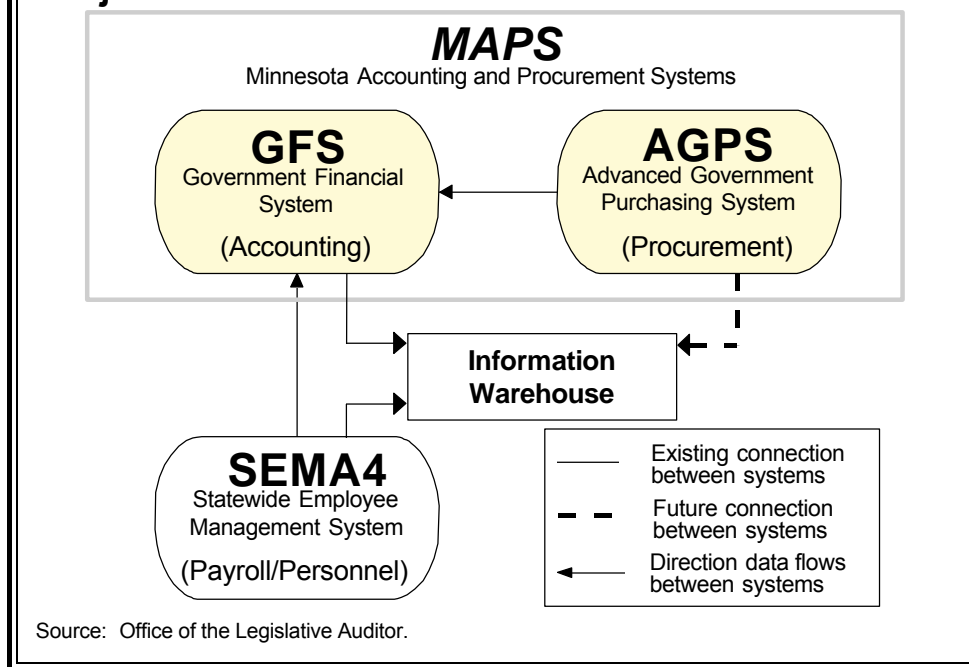 MAPS
Minnesota Accounting and Procurement Systems
GFS
Government Financial
System
(Accounting)
AGPS
Advanced Government
Purchasing System
(Procurement)
Information
Warehouse
SEMA4
Statewide Employee
Management System
(Payroll/Personnel)
Existing connection
between systems
Future connection
between systems
Direction data flows
between systems
Source: Office of the Legislative Auditor.